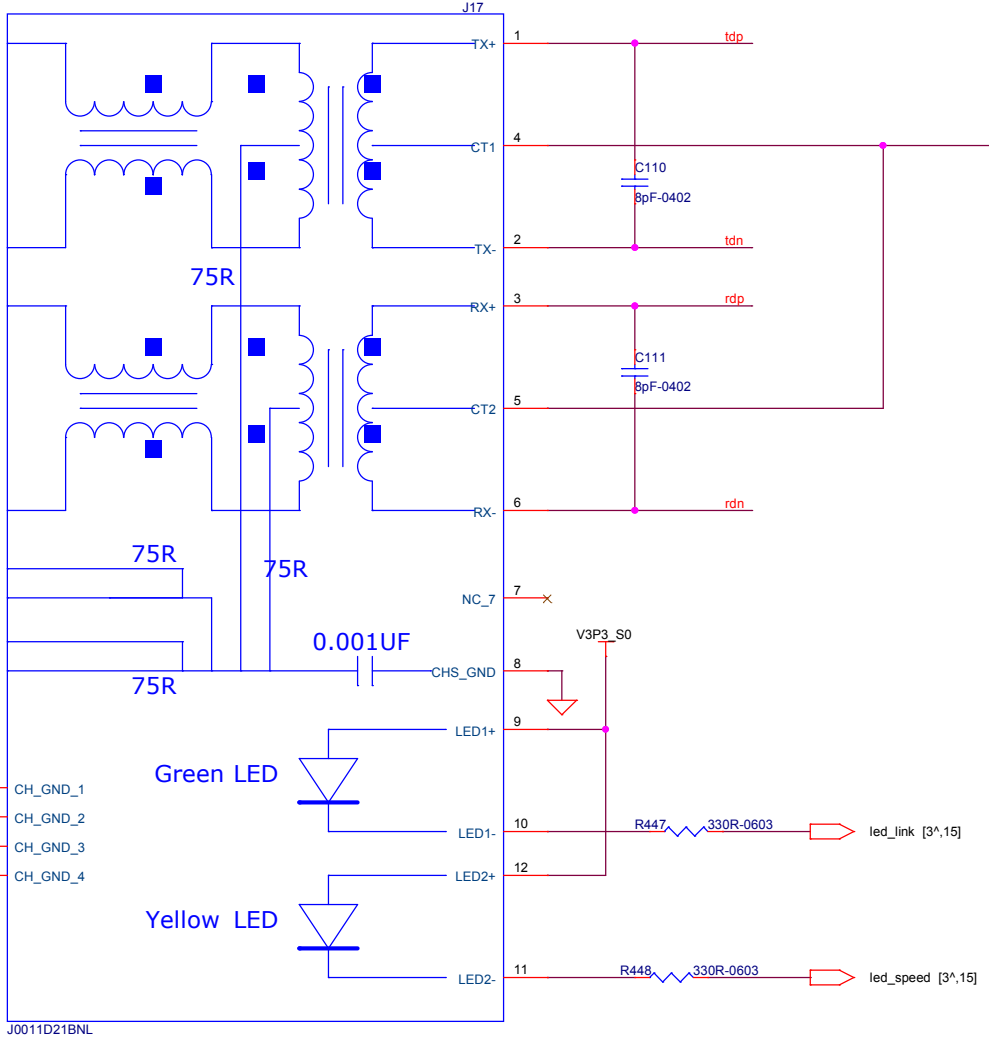 J17
TX+ 1 tdp
CT1 4
C110
8pF-0402
TX- 2 tdn
75R
RX+ 3 rdp
C111
8pF-0402
CT2 5
RX- 6 rdn
75R
75R
NC_7 7
0.001UF
V3P3_S0
CHS_GND 8
75R
LED1+ 9
Green LED
CH_GND_1
CH_GND_2
CH_GND_3
CH_GND_4
LED1- 10 R447 330R-0603 led_link [3^,15]
LED2+ 12
Yellow LED
LED2- 11 R448 330R-0603 led_speed [3^,15]
J0011D21BNL